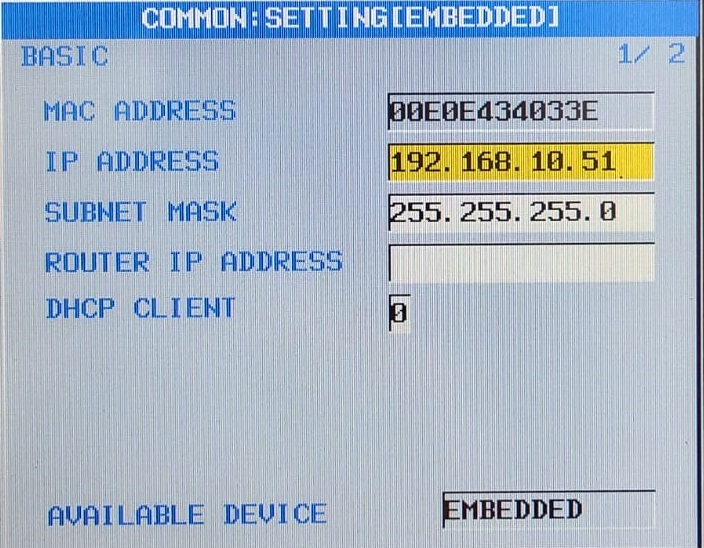 COMMON:SETTING[EMBEDDED]
BASIC 1/ 2
MAC ADDRESS 00E0E434033E
IP ADDRESS 192.168.10.51
SUBNET MASK 255.255.255.0
ROUTER IP ADDRESS
DHCP CLIENT 0
AVAILABLE DEVICE EMBEDDED